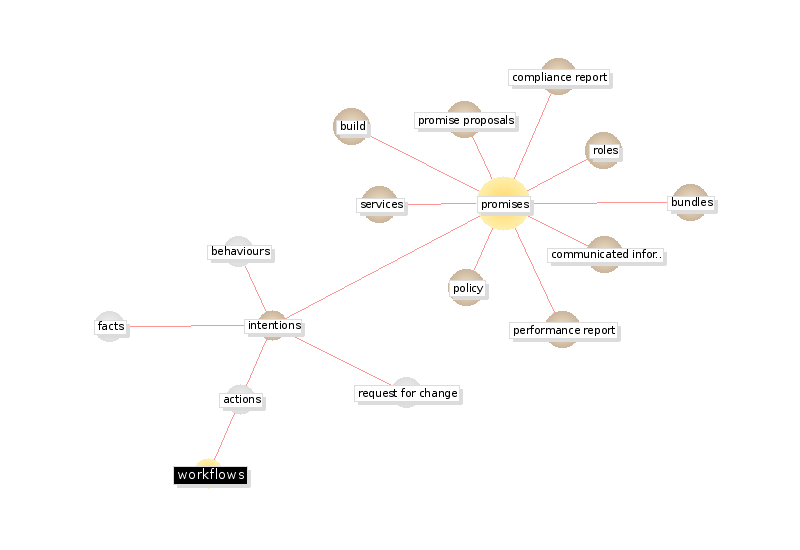 compliance report
promise proposals
build
roles
services
promises
bundles
behaviours
communicated infor..
policy
facts
intentions
performance report
request for change
actions
workflows